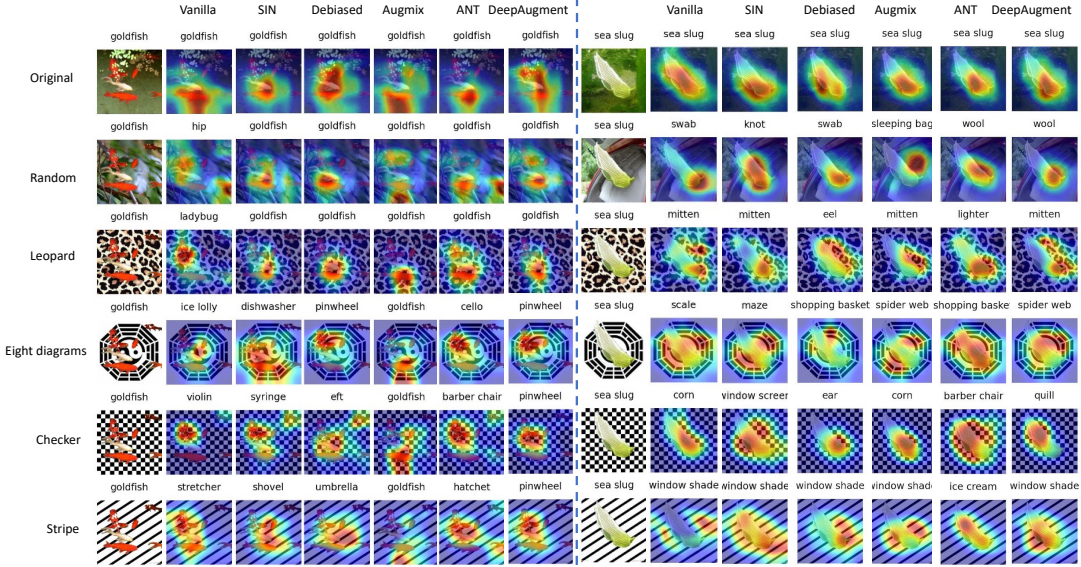 Vanilla SIN Debiased Augmix ANT DeepAugment Vanilla SIN Debiased Augmix ANT DeepAugment
goldfish goldfish goldfish goldfish goldfish goldfish goldfish sea slug sea slug sea slug sea slug sea slug sea slug sea slug
Original
goldfish hip goldfish goldfish goldfish goldfish goldfish sea slug swab knot swab sleeping bag wool wool
Random
goldfish ladybug goldfish goldfish goldfish goldfish goldfish sea slug mitten mitten eel mitten lighter mitten
Leopard
goldfish ice lolly dishwasher pinwheel goldfish cello pinwheel sea slug scale maze shopping basket spider web shopping baske spider web
Eight diagrams
goldfish violin syringe eft goldfish barber chair pinwheel sea slug corn window screen ear corn barber chair quill
Checker
goldfish stretcher shovel umbrella goldfish hatchet pinwheel sea slug window shade window shade window shade window shade ice cream window shade
Stripe